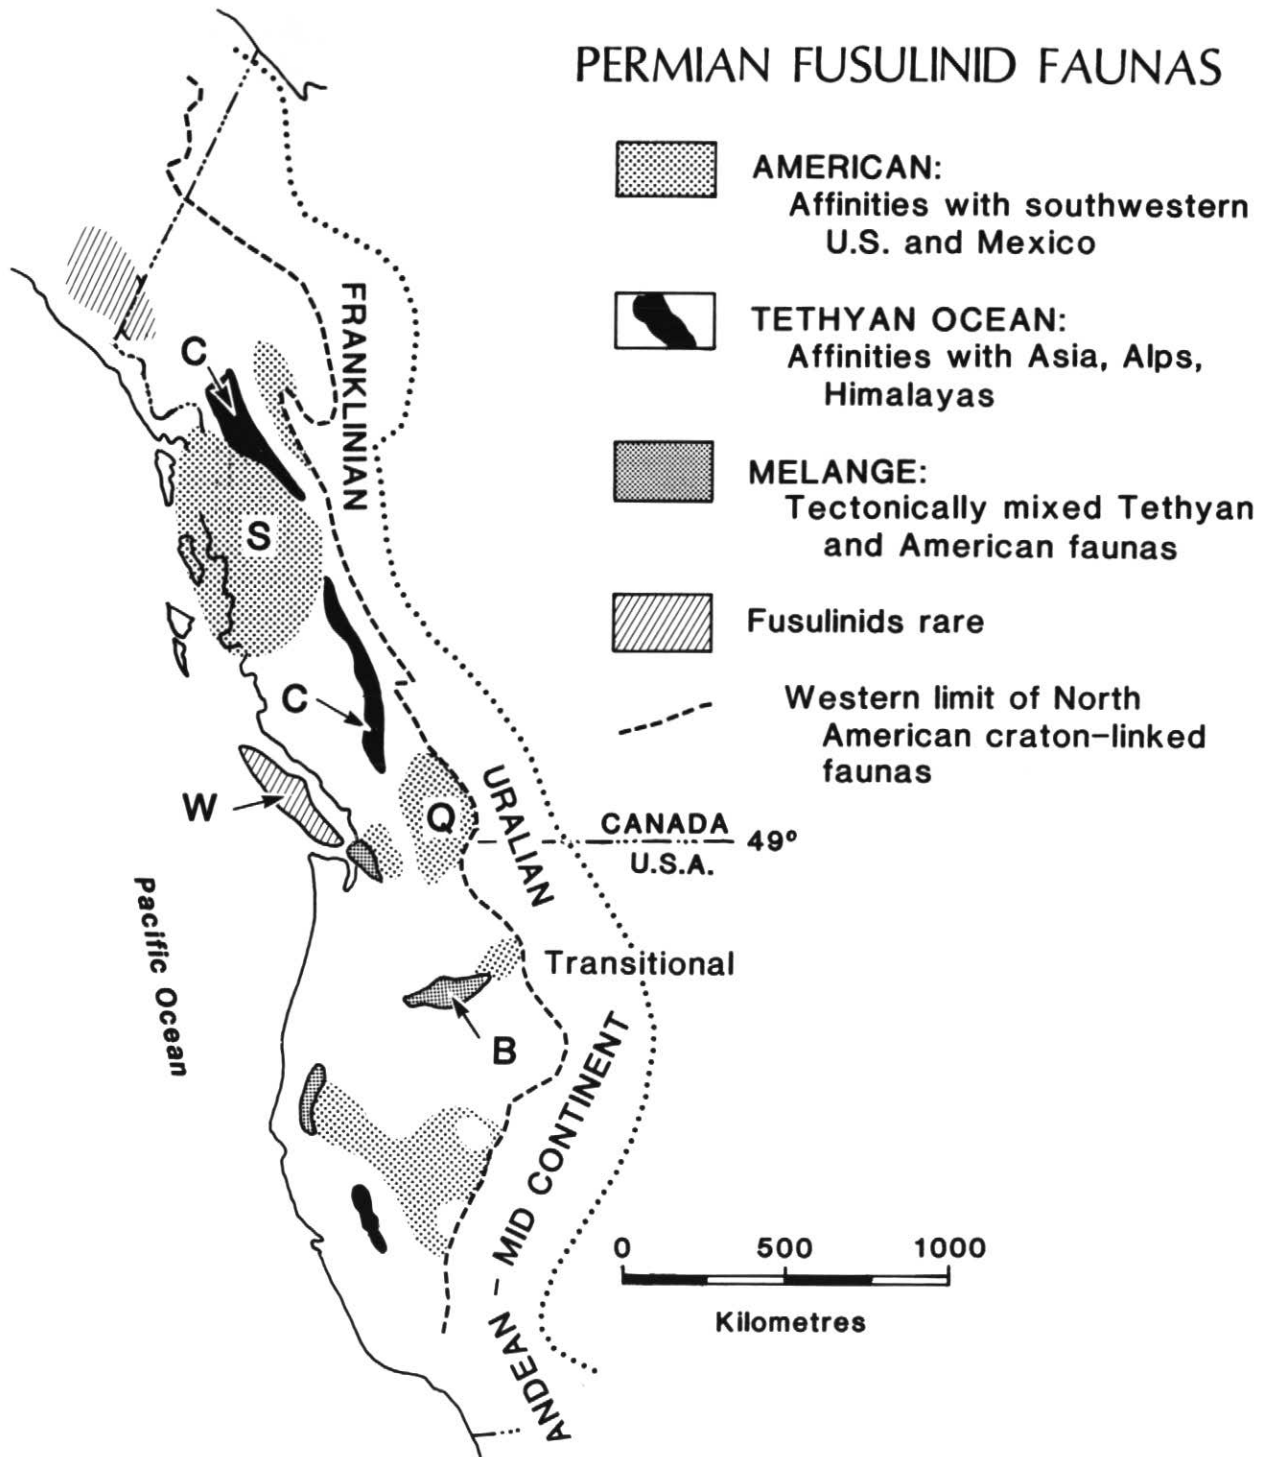 PERMIAN FUSULINID FAUNAS
AMERICAN:
Affinities with southwestern
U.S. and Mexico
TETHYAN OCEAN:
Affinities with Asia, Alps,
Himalayas
MELANGE:
Tectonically mixed Tethyan
and American faunas
Fusulinids rare
Western limit of North
American craton-linked
faunas
C
FRANKLINIAN
S
C
W
Q
URALIAN
CANADA
49º
U.S.A.
Pacific Ocean
Transitional
B
ANDEAN — MID CONTINENT
0 500 1000
Kilometres